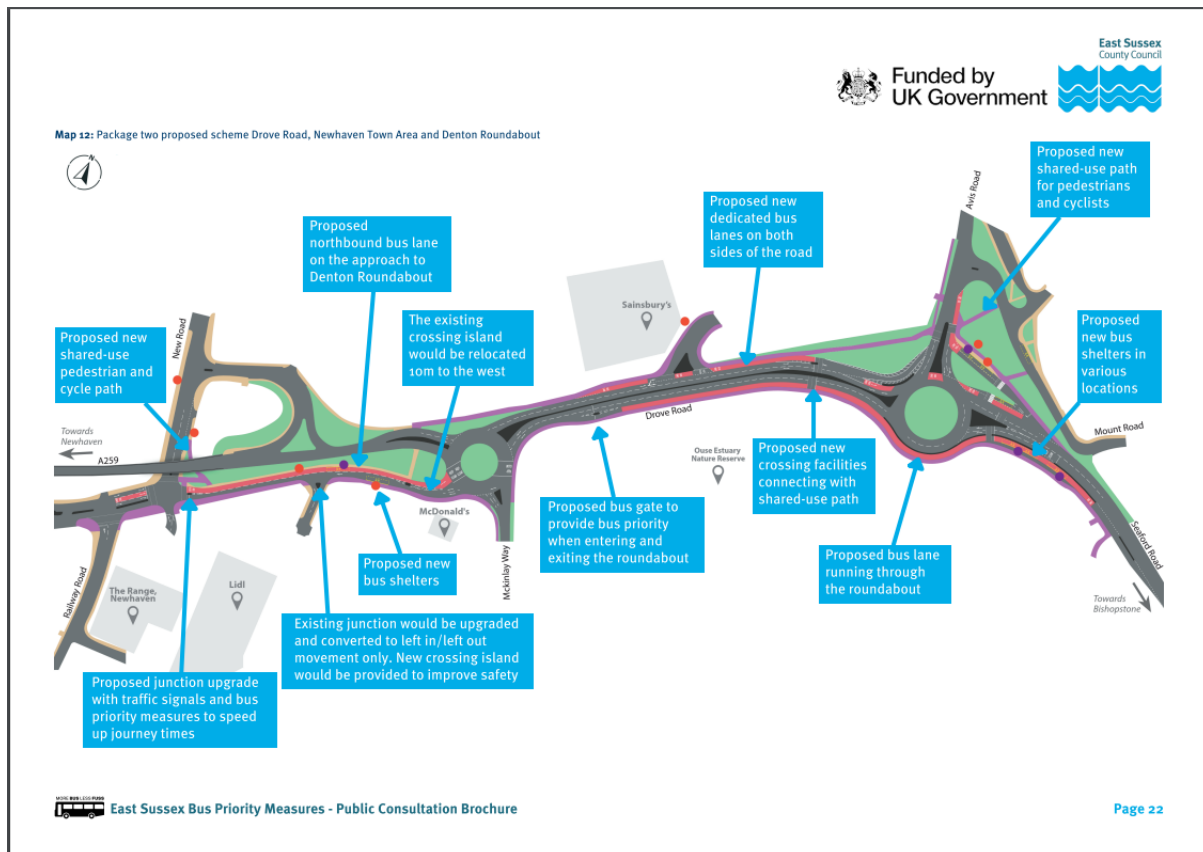 East Sussex
County Council
Funded by
UK Government
Map 12: Package two proposed scheme Drove Road, Newhaven Town Area and Denton Roundabout
N
Proposed new
shared-use path
for pedestrians
and cyclists
Avis Road
Proposed new
dedicated bus
lanes on both
sides of the road
Proposed
northbound bus lane
on the approach to
Denton Roundabout
Sainsbury's
The existing
crossing island
would be relocated
10m to the west
Proposed
new bus
shelters in
various
locations
New Road
Proposed new
shared-use
pedestrian and
cycle path
Drove Road
Mount Road
Towards
Newhaven
A259
Ouse Estuary
Nature Reserve
Proposed new
crossing facilities
connecting with
shared-use path
McDonald's
Proposed bus gate to
provide bus priority
when entering and
exiting the roundabout
Seaford Road
Proposed bus lane
running through
the roundabout
Mckinlay Way
Proposed new
bus shelters
Railway Road
The Range,
Newhaven
Lidl
Towards
Bishopstone
Existing junction would be upgraded
and converted to left in/left out
movement only. New crossing island
would be provided to improve safety
Proposed junction upgrade
with traffic signals and bus
priority measures to speed
up journey times
MORE BUS LESS FUSS
East Sussex Bus Priority Measures - Public Consultation Brochure
Page 22